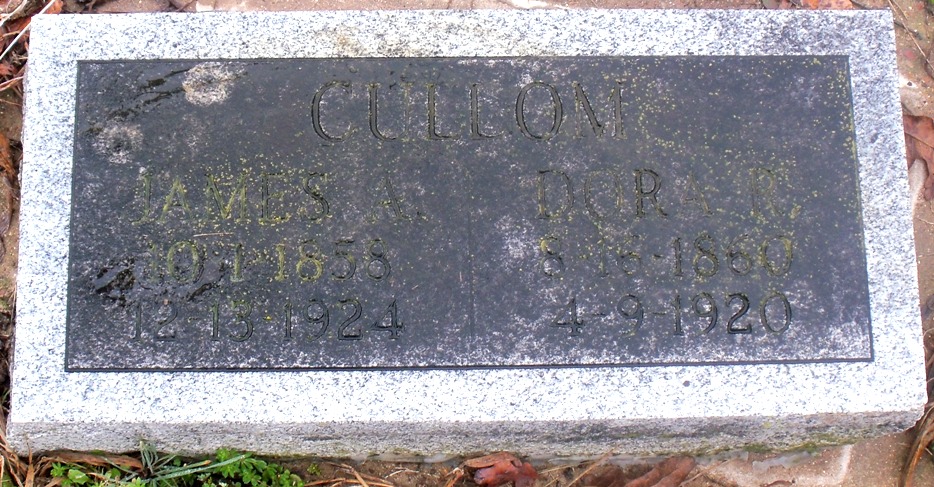 CULLOM
JAMES A. DORA R.
10-1-1858 8-16-1860
12-13-1924 4-9-1920